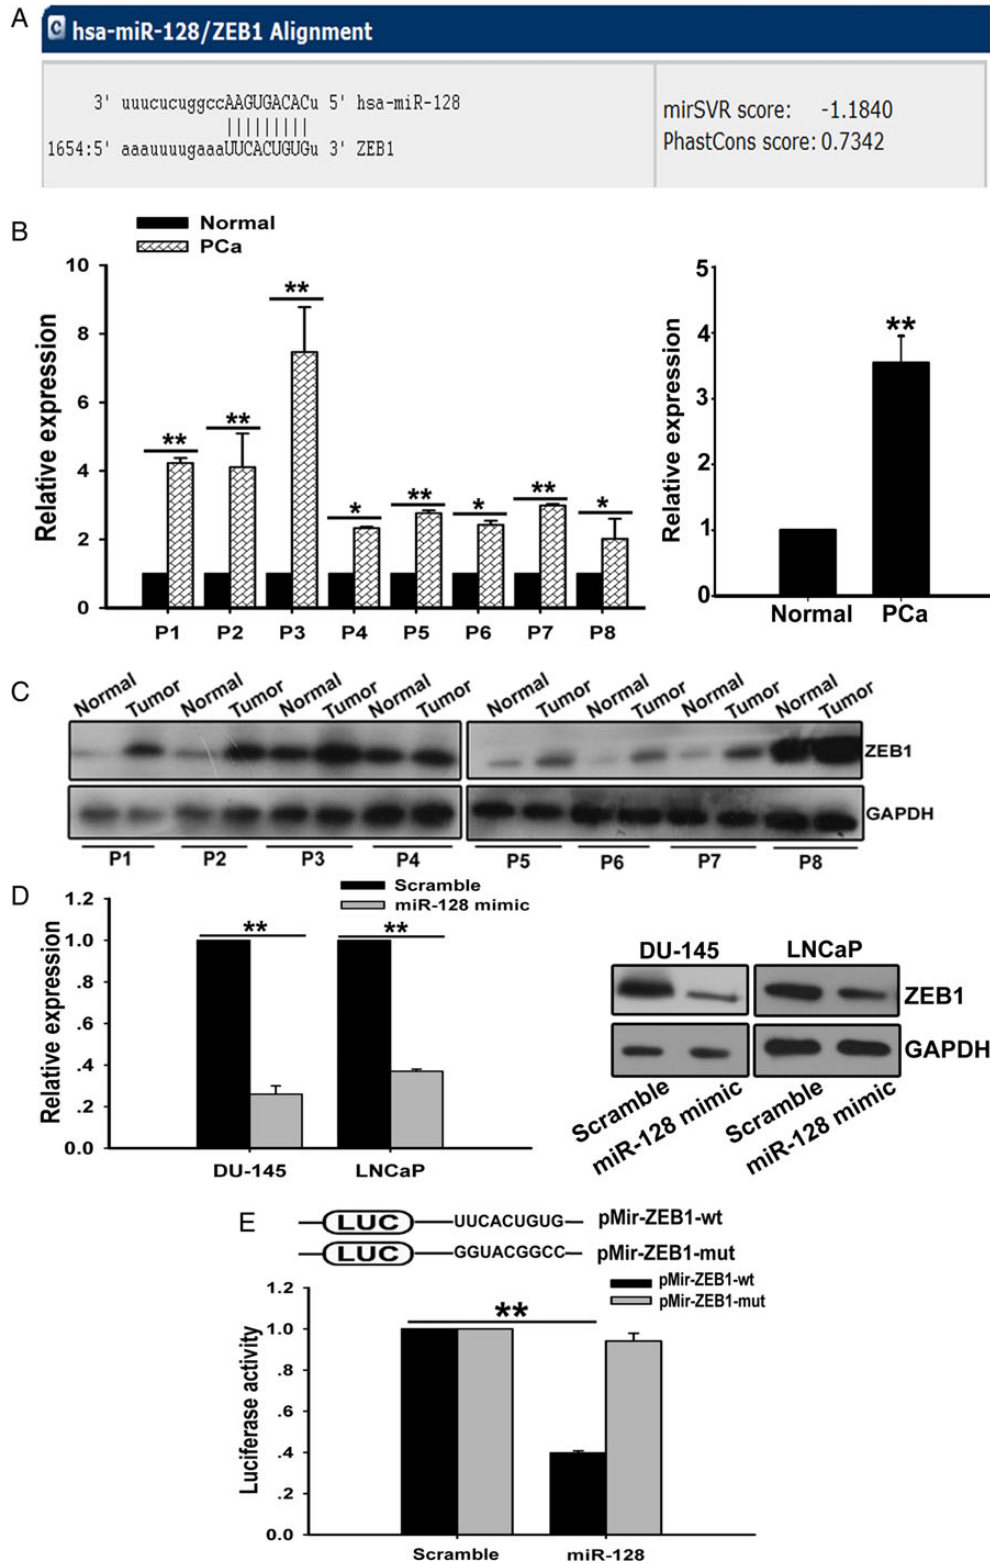 A
C hsa-miR-128/ZEB1 Alignment
3' uuucucuggccAAGUGACACu 5' hsa-miR-128
|||||||||
1654:5' aaauuuugaaaUUCACUGUGu 3' ZEB1
mirSVR score: -1.1840
PhastCons score: 0.7342
B
Normal
PCa
Relative expression
10
8
6
4
2
0
** ** ** * ** * ** *
P1 P2 P3 P4 P5 P6 P7 P8
Relative expression
5
4
3
2
1
0
**
Normal PCa
C
Normal Tumor Normal Tumor Normal Tumor Normal Tumor Normal Tumor Normal Tumor Normal Tumor Normal Tumor
ZEB1
GAPDH
P1 P2 P3 P4 P5 P6 P7 P8
D
Scramble
miR-128 mimic
Relative expression
1.2
1.0
.8
.6
.4
.2
0.0
** **
DU-145 LNCaP
DU-145 LNCaP
ZEB1
GAPDH
Scramble miR-128 mimic Scramble miR-128 mimic
E
LUC UUCACUGUG pMir-ZEB1-wt
LUC GGUACGGCC pMir-ZEB1-mut
pMir-ZEB1-wt
pMir-ZEB1-mut
Luciferase activity
1.2
1.0
.8
.6
.4
.2
0.0
**
Scramble miR-128